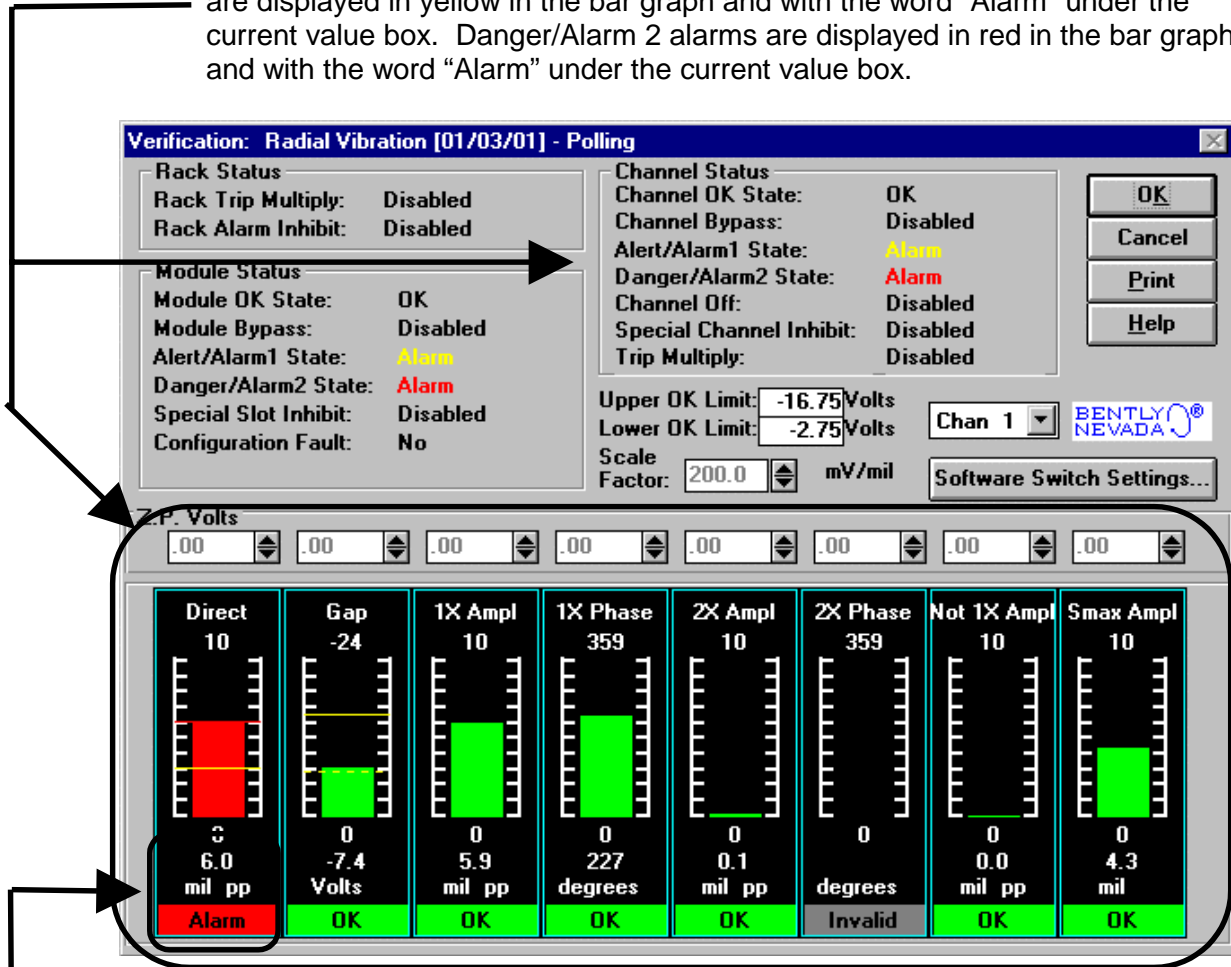 are displayed in yellow in the bar graph and with the word “Alarm” under the
current value box. Danger/Alarm 2 alarms are displayed in red in the bar graph
and with the word “Alarm” under the current value box.
Verification: Radial Vibration [01/03/01] - Polling
Rack Status
Rack Trip Multiply: Disabled
Rack Alarm Inhibit: Disabled
Module Status
Module OK State: OK
Module Bypass: Disabled
Alert/Alarm1 State: Alarm
Danger/Alarm2 State: Alarm
Special Slot Inhibit: Disabled
Configuration Fault: No
Channel Status
Channel OK State: OK
Channel Bypass: Disabled
Alert/Alarm1 State: Alarm
Danger/Alarm2 State: Alarm
Channel Off: Disabled
Special Channel Inhibit: Disabled
Trip Multiply: Disabled
OK
Cancel
Print
Help
Upper OK Limit: -16.75 Volts
Lower OK Limit: -2.75 Volts
Scale
Factor: 200.0 mV/mil
Chan 1
BENTLY ®
NEVADA
Software Switch Settings...
Z.P. Volts
.00 .00 .00 .00 .00 .00 .00 .00
Direct Gap 1X Ampl 1X Phase 2X Ampl 2X Phase Not 1X Ampl Smax Ampl
10 -24 10 359 10 359 10 10
0 0 0 0 0 0 0 0
6.0 -7.4 5.9 227 0.1 0.0 4.3
mil pp Volts mil pp degrees mil pp degrees mil pp mil
Alarm OK OK OK OK Invalid OK OK